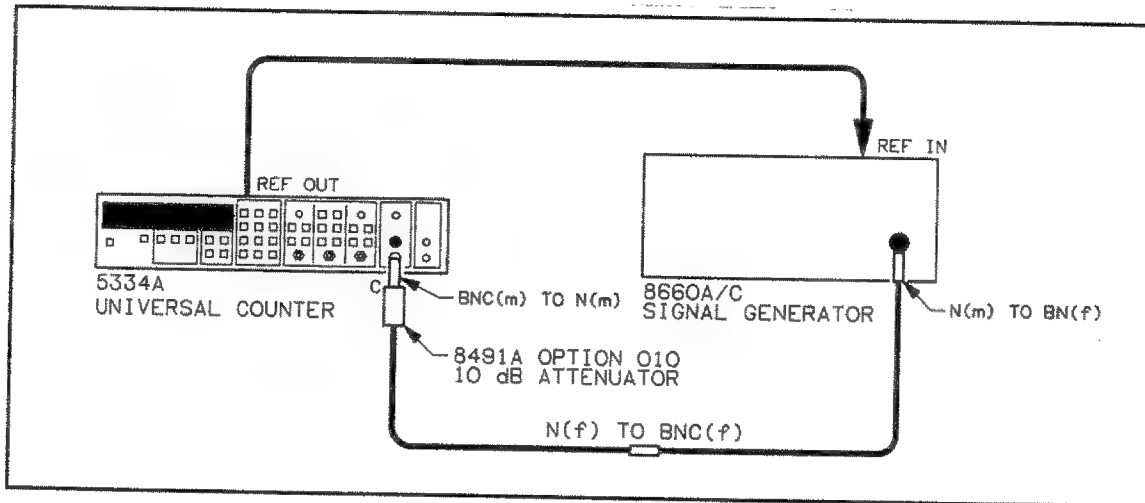 REF IN
REF OUT
5334A
UNIVERSAL COUNTER
C
BNC(m) TO N(m)
8660A/C
SIGNAL GENERATOR
N(m) TO BN(f)
8491A OPTION 010
10 dB ATTENUATOR
N(f) TO BNC(f)